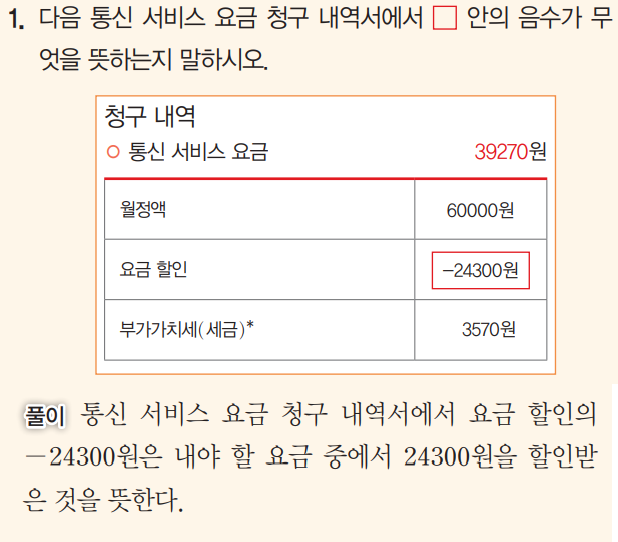 1. 다음 통신 서비스 요금 청구 내역서에서 □ 안의 음수가 무
엇을 뜻하는지 말하시오.
청구 내역
○ 통신 서비스 요금 39270원
월정액 60000원
요금 할인 -24300원
부가가치세(세금)* 3570원
풀이 통신 서비스 요금 청구 내역서에서 요금 할인의
-24300원은 내야 할 요금 중에서 24300원을 할인받
은 것을 뜻한다.